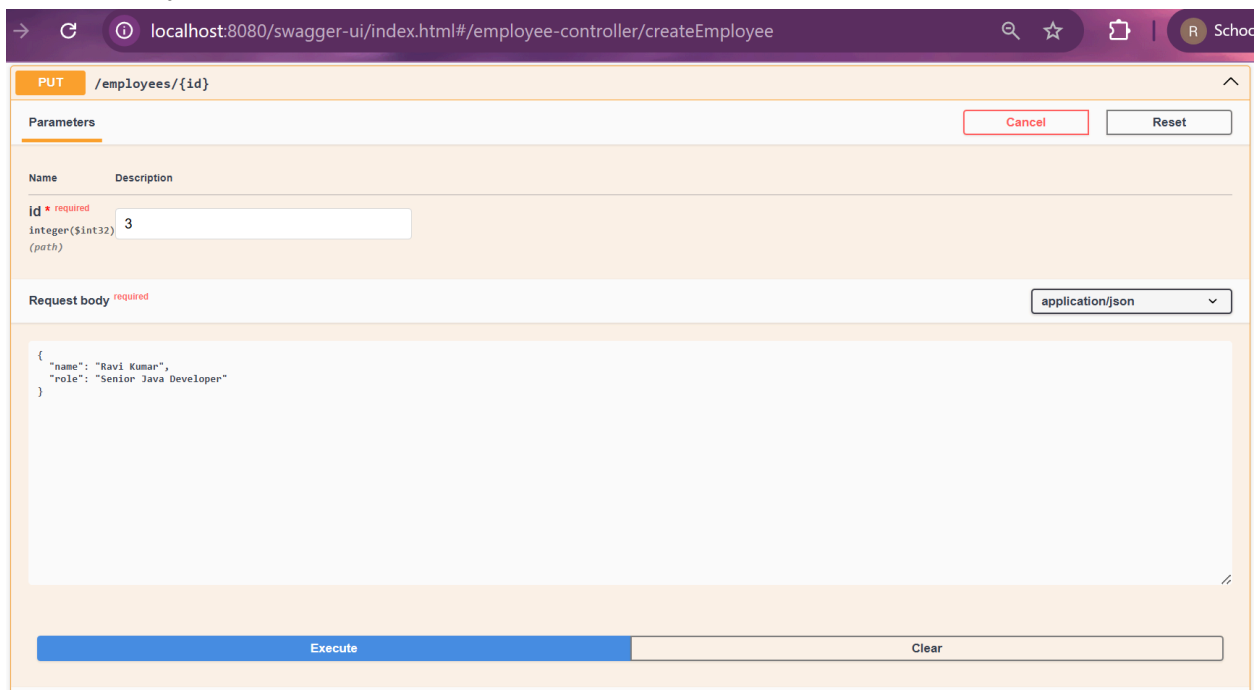 localhost:8080/swagger-ui/index.html#/employee-controller/createEmployee
R Schoo
PUT /employees/{id}
Parameters
Cancel Reset
Name Description
id * required
integer($int32)
(path)
3
Request body required
application/json
{
"name": "Ravi Kumar",
"role": "Senior Java Developer"
}
Execute Clear